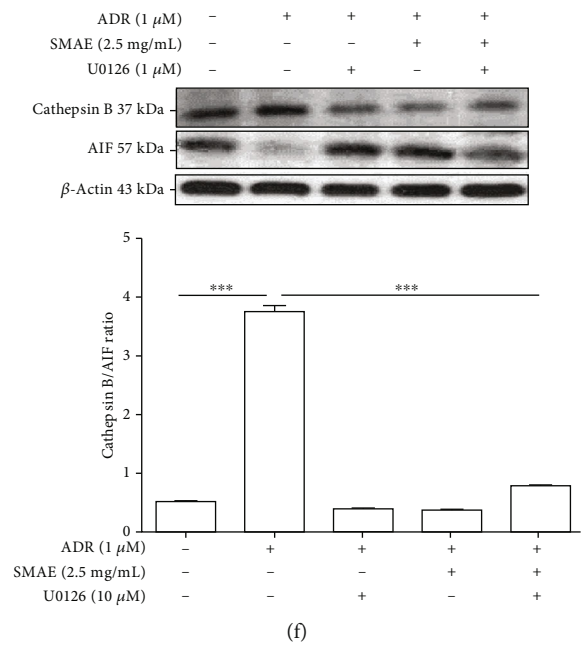 ADR (1 μM) – + + + +
SMAE (2.5 mg/mL) – – – + +
U0126 (1 μM) – – + – +
Cathepsin B 37 kDa
AIF 57 kDa
β-Actin 43 kDa
5
4
3
2
1
0
Cathepsin B/AIF ratio
*** ***
ADR (1 μM) – + + + +
SMAE (2.5 mg/mL) – – – + +
U0126 (10 μM) – – + – +
(f)